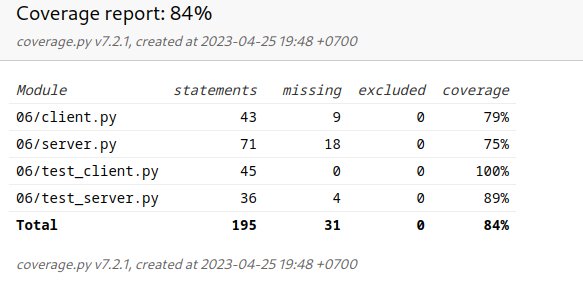 Coverage report: 84%
coverage.py v7.2.1, created at 2023-04-25 19:48 +0700
Module statements missing excluded coverage
06/client.py 43 9 0 79%
06/server.py 71 18 0 75%
06/test_client.py 45 0 0 100%
06/test_server.py 36 4 0 89%
Total 195 31 0 84%
coverage.py v7.2.1, created at 2023-04-25 19:48 +0700